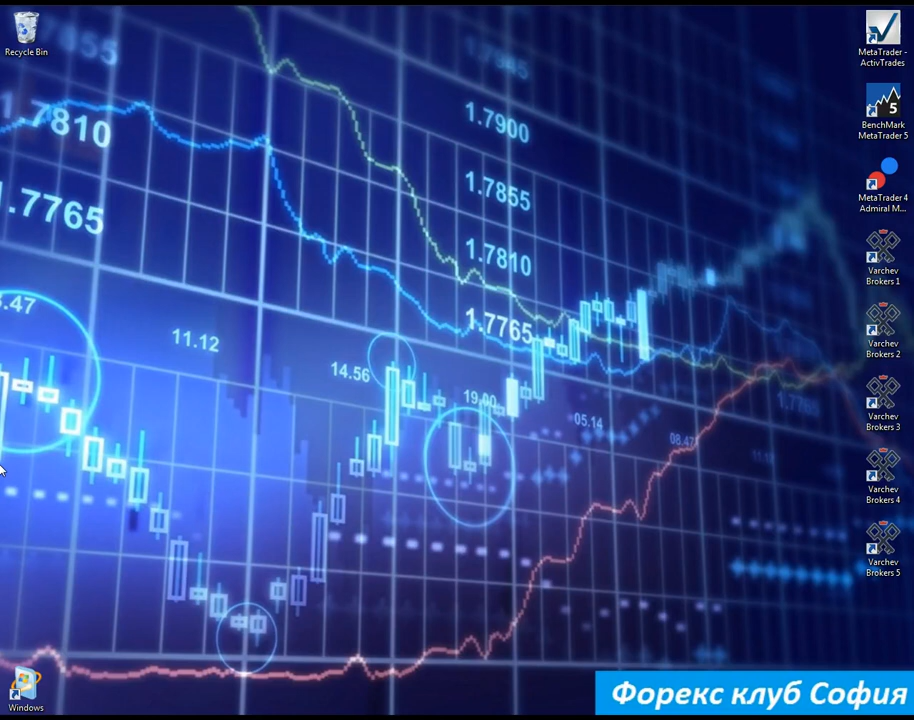 Recycle Bin
MetaTrader -
ActivTrades
BenchMark
MetaTrader 5
MetaTrader 4
Admiral M...
Varchev
Brokers 1
Varchev
Brokers 2
Varchev
Brokers 3
Varchev
Brokers 4
Varchev
Brokers 5
Windows
1.7810
1.7765
1.7900
1.7855
1.7810
1.7765
11.12
14.56
19.00
05.14
08.47
Форекс клуб София